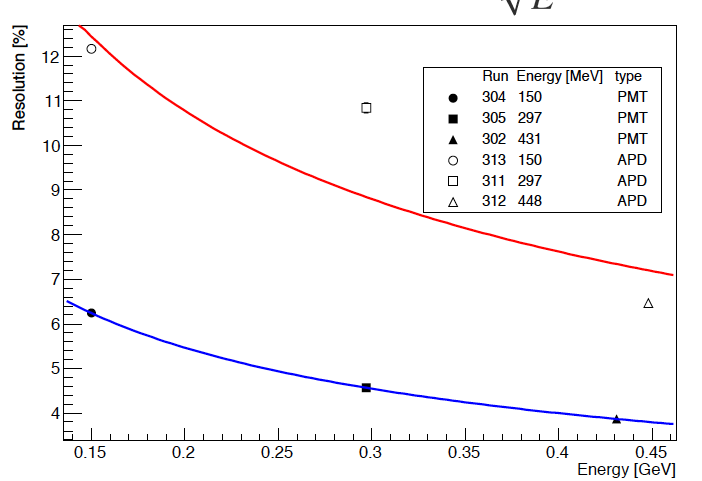 √E
Resolution [%]
12
11
10
9
8
7
6
5
4
Run Energy [MeV] type
304 150 PMT
305 297 PMT
302 431 PMT
313 150 APD
311 297 APD
312 448 APD
0.15 0.2 0.25 0.3 0.35 0.4 0.45
Energy [GeV]